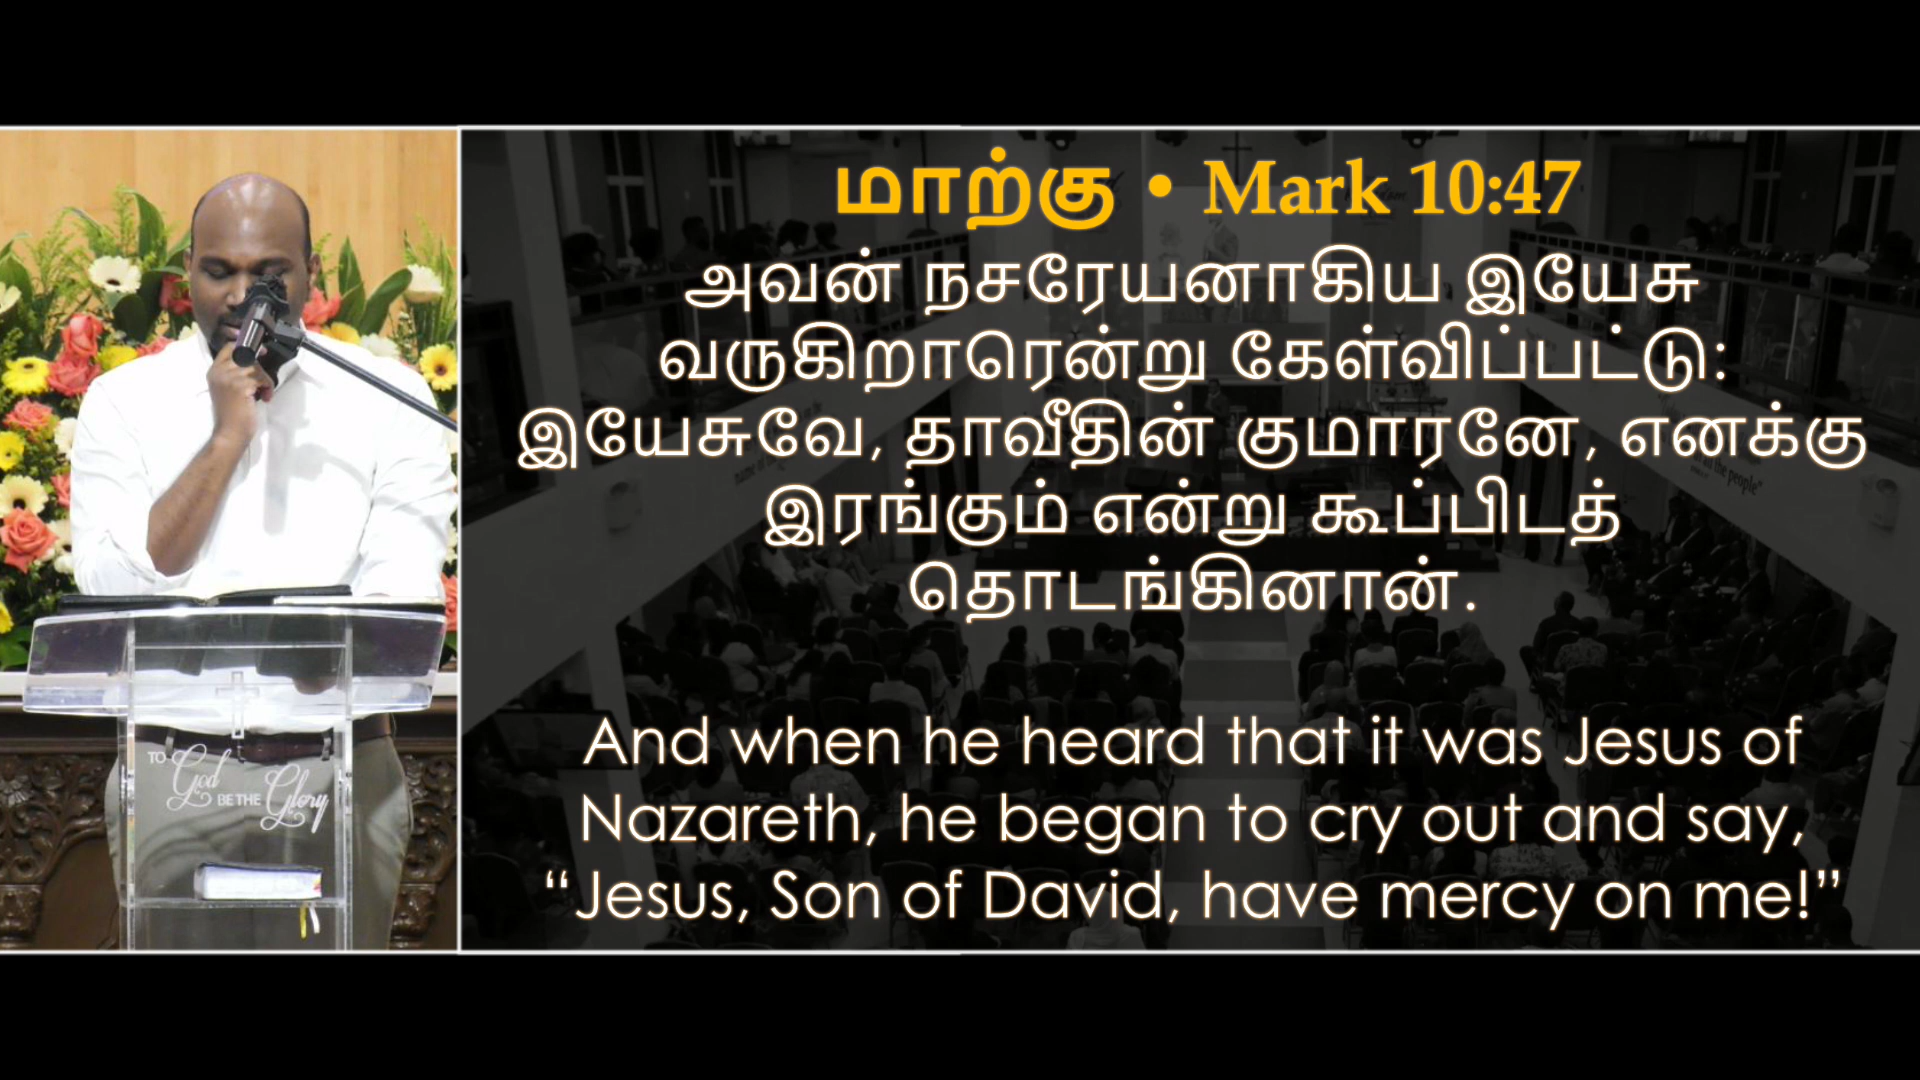 மாற்கு • Mark 10:47
அவன் நசரேயனாகிய இயேசு
வருகிறாரென்று கேள்விப்பட்டு:
இயேசுவே, தாவீதின் குமாரனே, எனக்கு
இரங்கும் என்று கூப்பிடத்
தொடங்கினான்.
And when he heard that it was Jesus of
Nazareth, he began to cry out and say,
“Jesus, Son of David, have mercy on me!”
TO God BE THE Glory
the people”